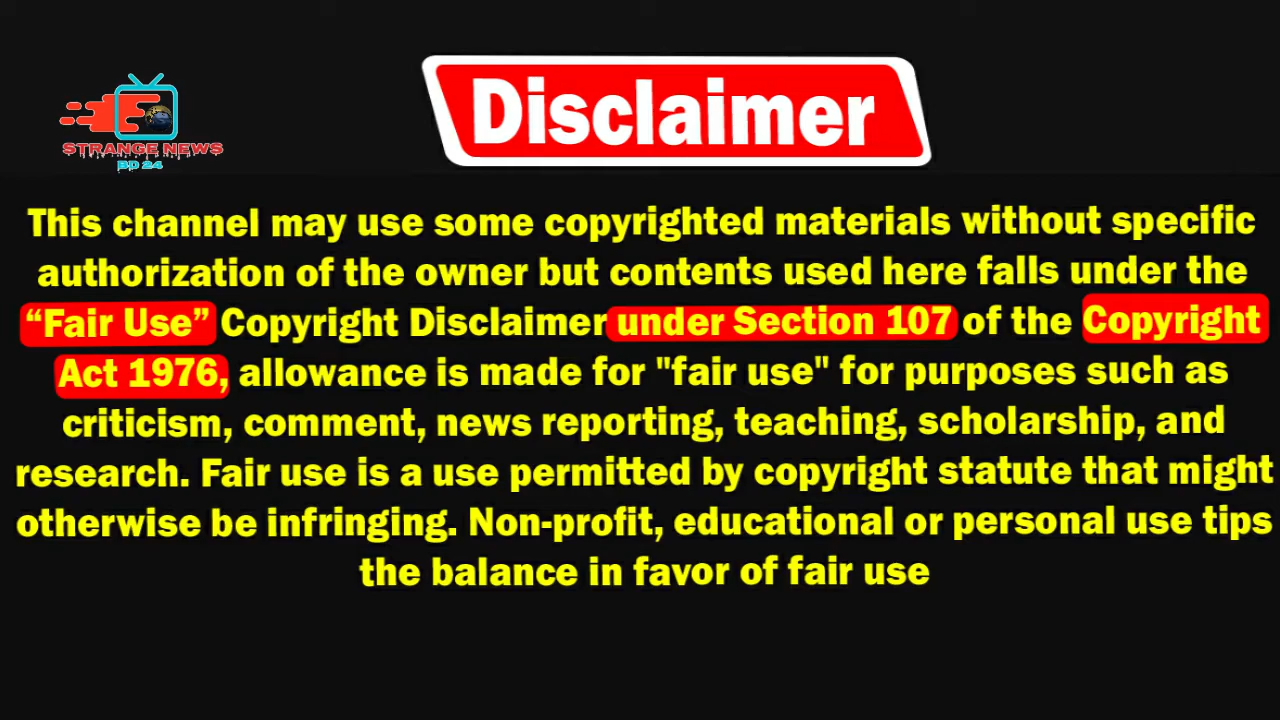 Disclaimer
STRANGE NEWS
BD 24
This channel may use some copyrighted materials without specific
authorization of the owner but contents used here falls under the
“Fair Use” Copyright Disclaimer under Section 107 of the Copyright
Act 1976, allowance is made for "fair use" for purposes such as
criticism, comment, news reporting, teaching, scholarship, and
research. Fair use is a use permitted by copyright statute that might
otherwise be infringing. Non-profit, educational or personal use tips
the balance in favor of fair use